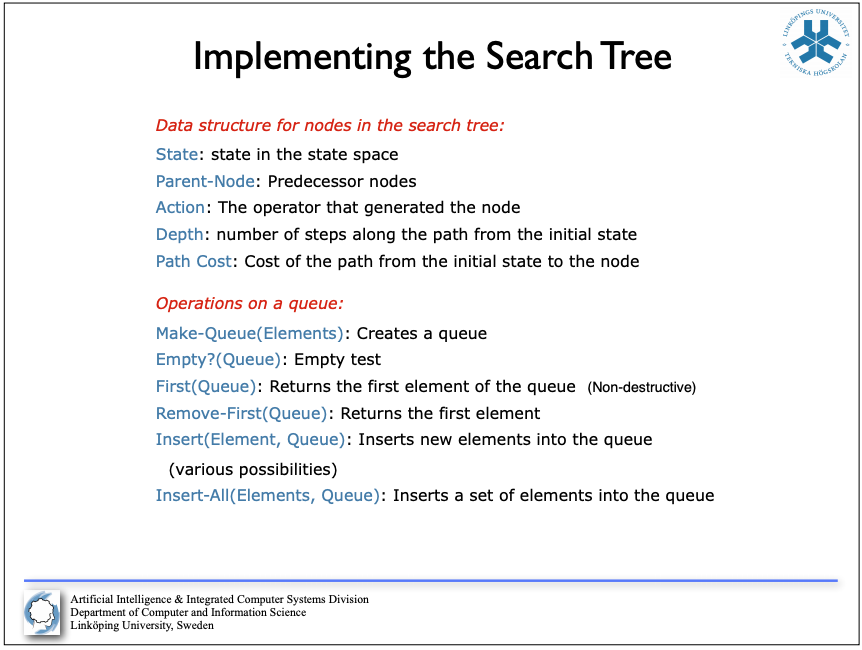 LINKÖPINGS UNIVERSITET
TEKNISKA HÖGSKOLAN
Implementing the Search Tree
Data structure for nodes in the search tree:
State: state in the state space
Parent-Node: Predecessor nodes
Action: The operator that generated the node
Depth: number of steps along the path from the initial state
Path Cost: Cost of the path from the initial state to the node
Operations on a queue:
Make-Queue(Elements): Creates a queue
Empty?(Queue): Empty test
First(Queue): Returns the first element of the queue (Non-destructive)
Remove-First(Queue): Returns the first element
Insert(Element, Queue): Inserts new elements into the queue
(various possibilities)
Insert-All(Elements, Queue): Inserts a set of elements into the queue
Artificial Intelligence & Integrated Computer Systems Division
Department of Computer and Information Science
Linköping University, Sweden